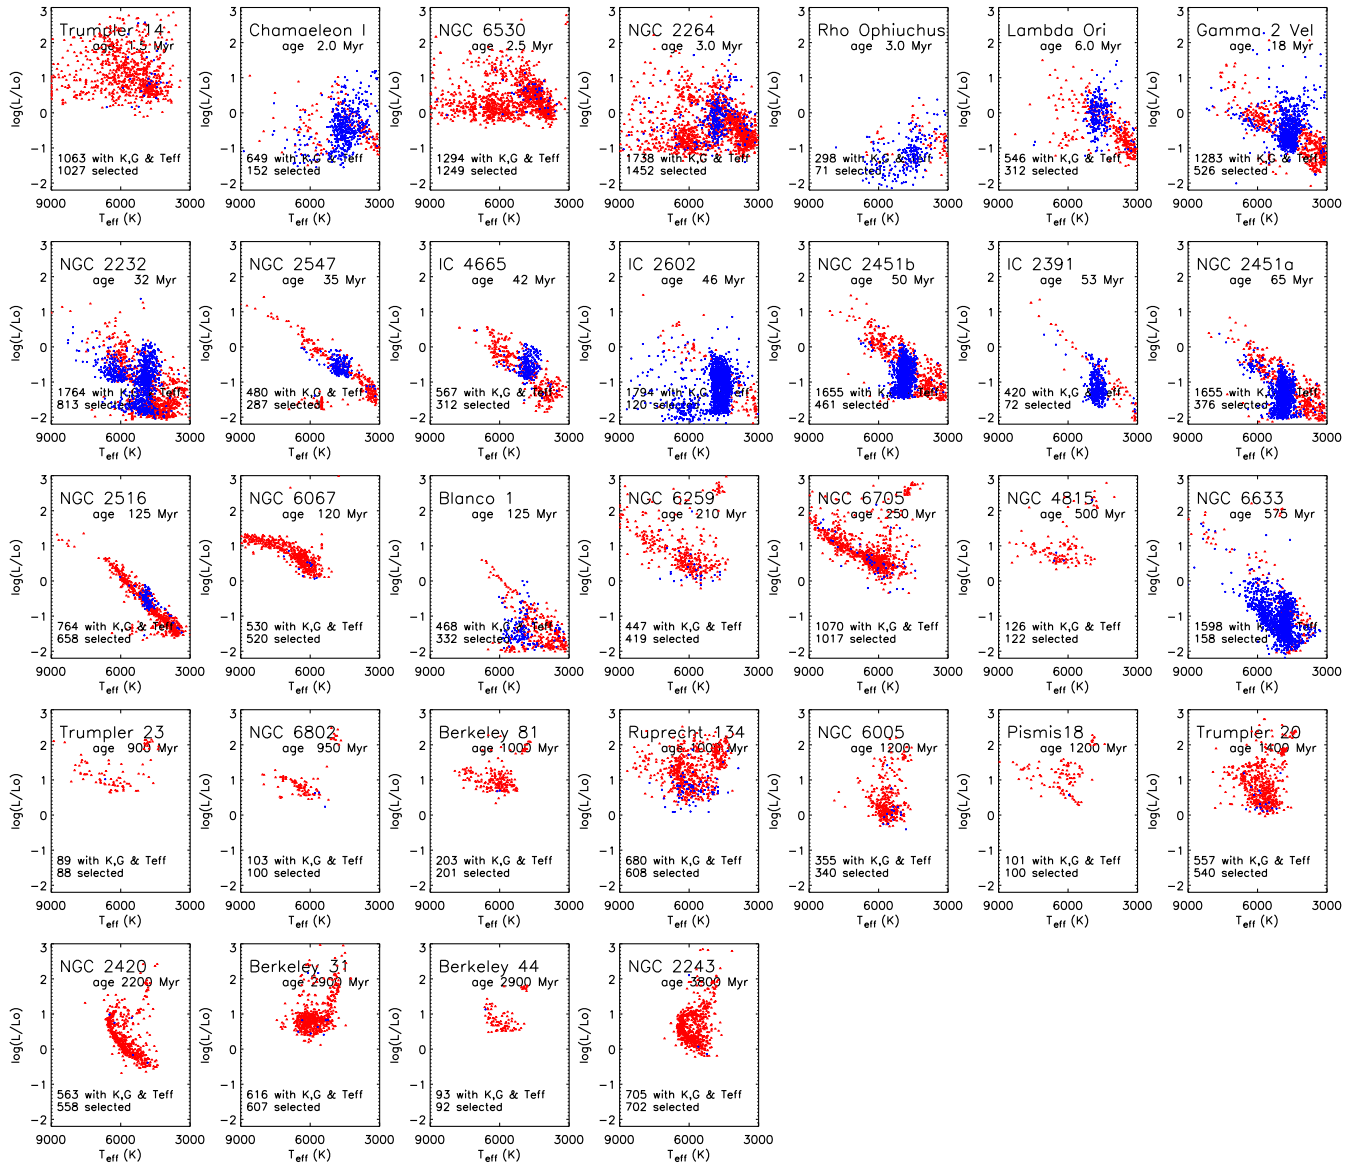 Trumpler 14
age 1.5 Myr
1063 with K,G & Teff
1027 selected
Chamaeleon I
age 2.0 Myr
649 with K,G & Teff
152 selected
NGC 6530
age 2.5 Myr
1294 with K,G & Teff
1249 selected
NGC 2264
age 3.0 Myr
1738 with K,G & Teff
1452 selected
Rho Ophiuchus
age 3.0 Myr
298 with K,G & Teff
71 selected
Lambda Ori
age 6.0 Myr
546 with K,G & Teff
312 selected
Gamma 2 Vel
age 18 Myr
1283 with K,G & Teff
526 selected
NGC 2232
age 32 Myr
1764 with K,G & Teff
813 selected
NGC 2547
age 35 Myr
480 with K,G & Teff
287 selected
IC 4665
age 42 Myr
567 with K,G & Teff
312 selected
IC 2602
age 46 Myr
1794 with K,G & Teff
120 selected
NGC 2451b
age 50 Myr
1655 with K,G & Teff
461 selected
IC 2391
age 53 Myr
420 with K,G & Teff
72 selected
NGC 2451a
age 65 Myr
1655 with K,G & Teff
376 selected
NGC 2516
age 125 Myr
764 with K,G & Teff
658 selected
NGC 6067
age 120 Myr
530 with K,G & Teff
520 selected
Blanco 1
age 125 Myr
468 with K,G & Teff
332 selected
NGC 6259
age 210 Myr
447 with K,G & Teff
419 selected
NGC 6705
age 250 Myr
1070 with K,G & Teff
1017 selected
NGC 4815
age 500 Myr
126 with K,G & Teff
122 selected
NGC 6633
age 575 Myr
1598 with K,G & Teff
158 selected
Trumpler 23
age 900 Myr
89 with K,G & Teff
88 selected
NGC 6802
age 950 Myr
103 with K,G & Teff
100 selected
Berkeley 81
age 1000 Myr
203 with K,G & Teff
201 selected
Ruprecht 134
age 1000 Myr
680 with K,G & Teff
608 selected
NGC 6005
age 1200 Myr
355 with K,G & Teff
340 selected
Pismis18
age 1200 Myr
101 with K,G & Teff
100 selected
Trumpler 20
age 1400 Myr
557 with K,G & Teff
540 selected
NGC 2420
age 2200 Myr
563 with K,G & Teff
558 selected
Berkeley 31
age 2900 Myr
616 with K,G & Teff
607 selected
Berkeley 44
age 2900 Myr
93 with K,G & Teff
92 selected
NGC 2243
age 3800 Myr
705 with K,G & Teff
702 selected
log(L/Lo)
3
2
1
0
−1
−2
9000 6000 3000
Teff (K)